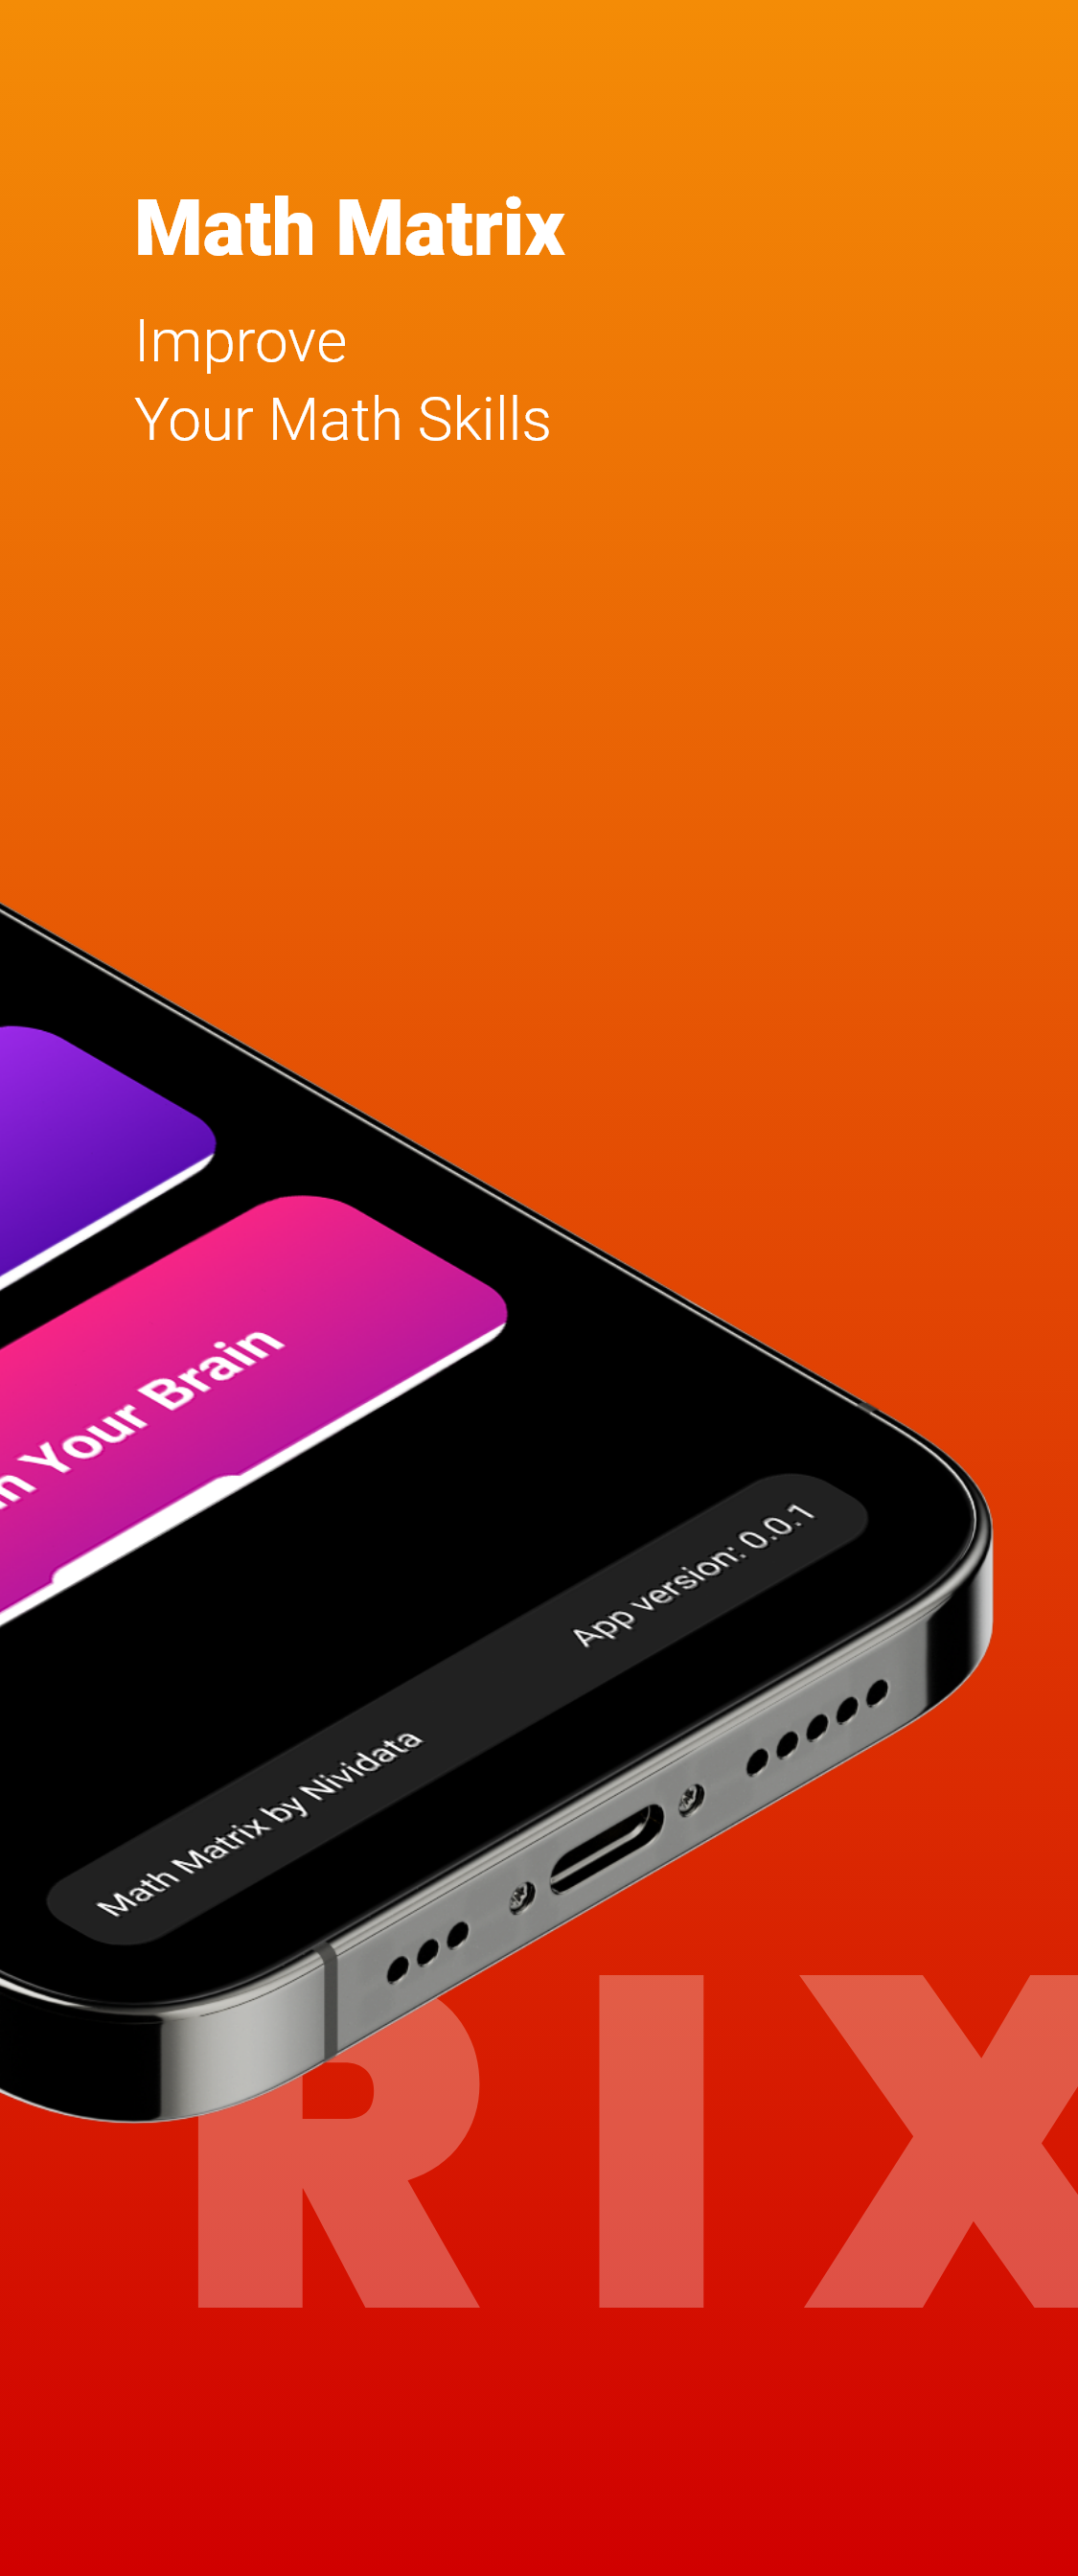 Math Matrix
Improve
Your Math Skills
Your Brain
App version: 0.0.1
Math Matrix by Nividata
RIX